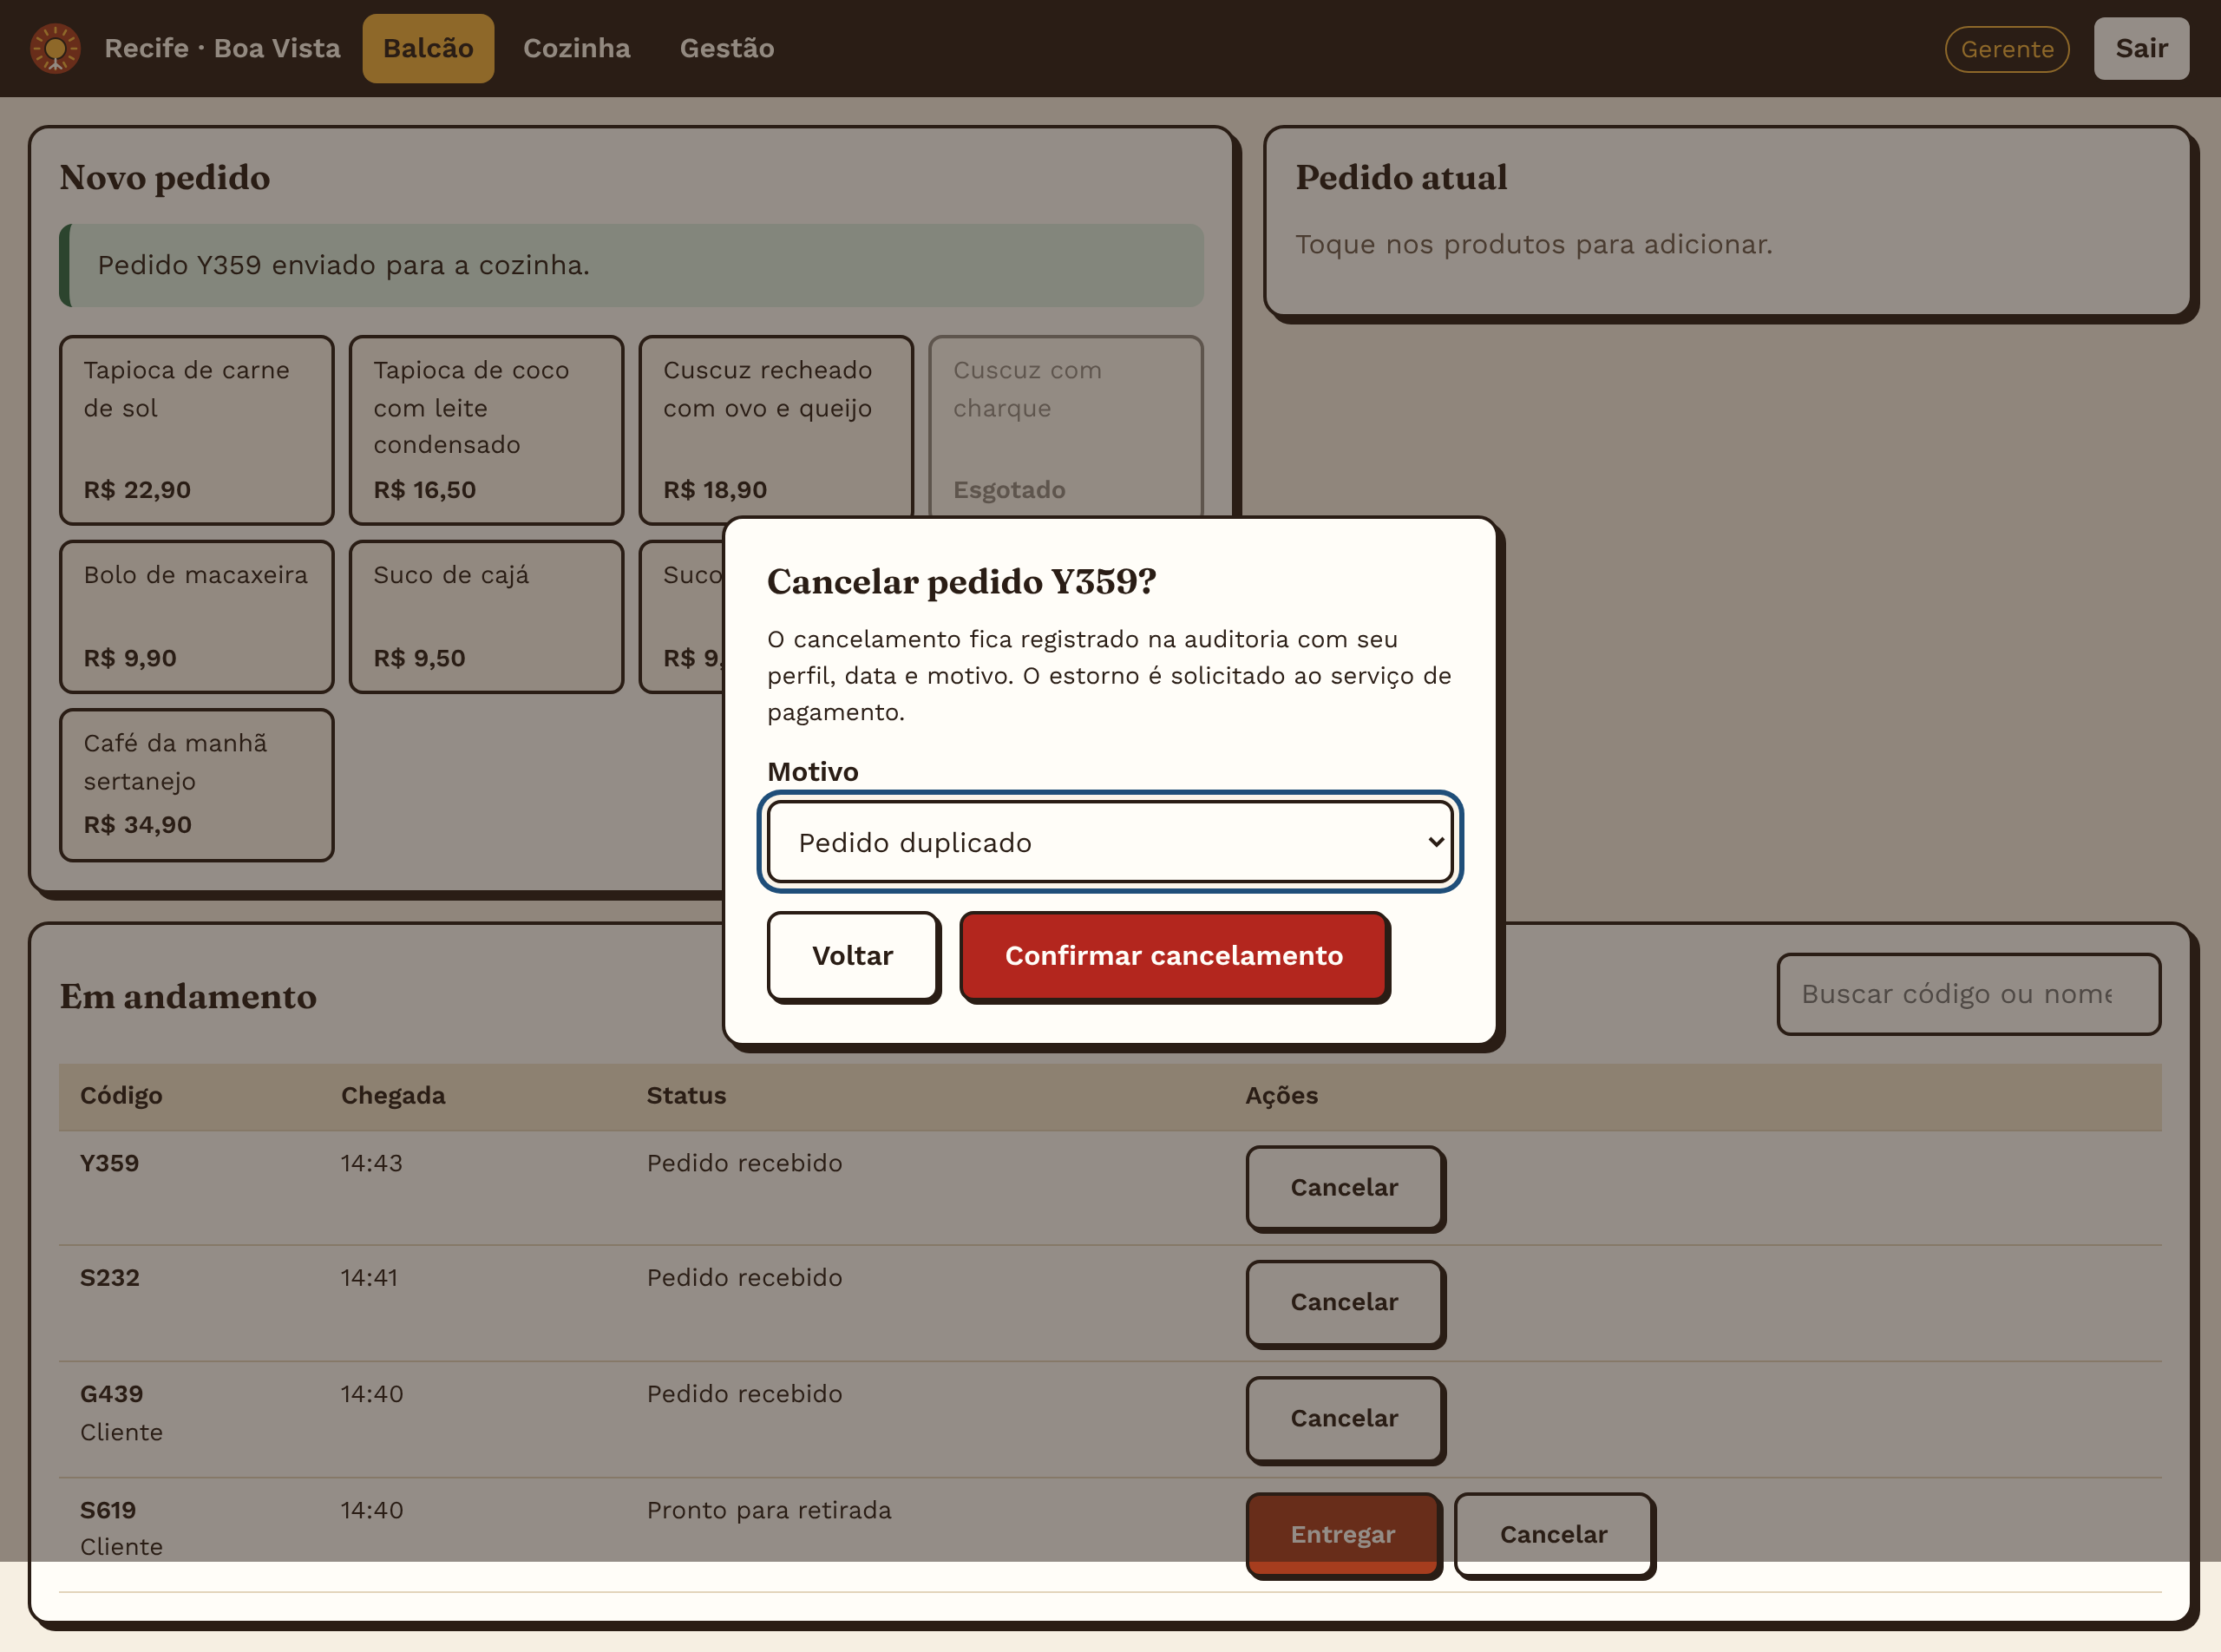 Recife · Boa Vista
Balcão
Cozinha
Gestão
Gerente
Sair
Novo pedido
Pedido Y359 enviado para a cozinha.
Tapioca de carne
de sol
R$ 22,90
Tapioca de coco
com leite
condensado
R$ 16,50
Cuscuz recheado
com ovo e queijo
R$ 18,90
Cuscuz com
charque
Esgotado
Bolo de macaxeira
R$ 9,90
Suco de cajá
R$ 9,50
Suco
R$ 9,
Café da manhã
sertanejo
R$ 34,90
Pedido atual
Toque nos produtos para adicionar.
Cancelar pedido Y359?
O cancelamento fica registrado na auditoria com seu
perfil, data e motivo. O estorno é solicitado ao serviço de
pagamento.
Motivo
Pedido duplicado
Voltar
Confirmar cancelamento
Em andamento
Buscar código ou nome
Código
Chegada
Status
Ações
Y359
14:43
Pedido recebido
Cancelar
S232
14:41
Pedido recebido
Cancelar
G439
Cliente
14:40
Pedido recebido
Cancelar
S619
Cliente
14:40
Pronto para retirada
Entregar
Cancelar